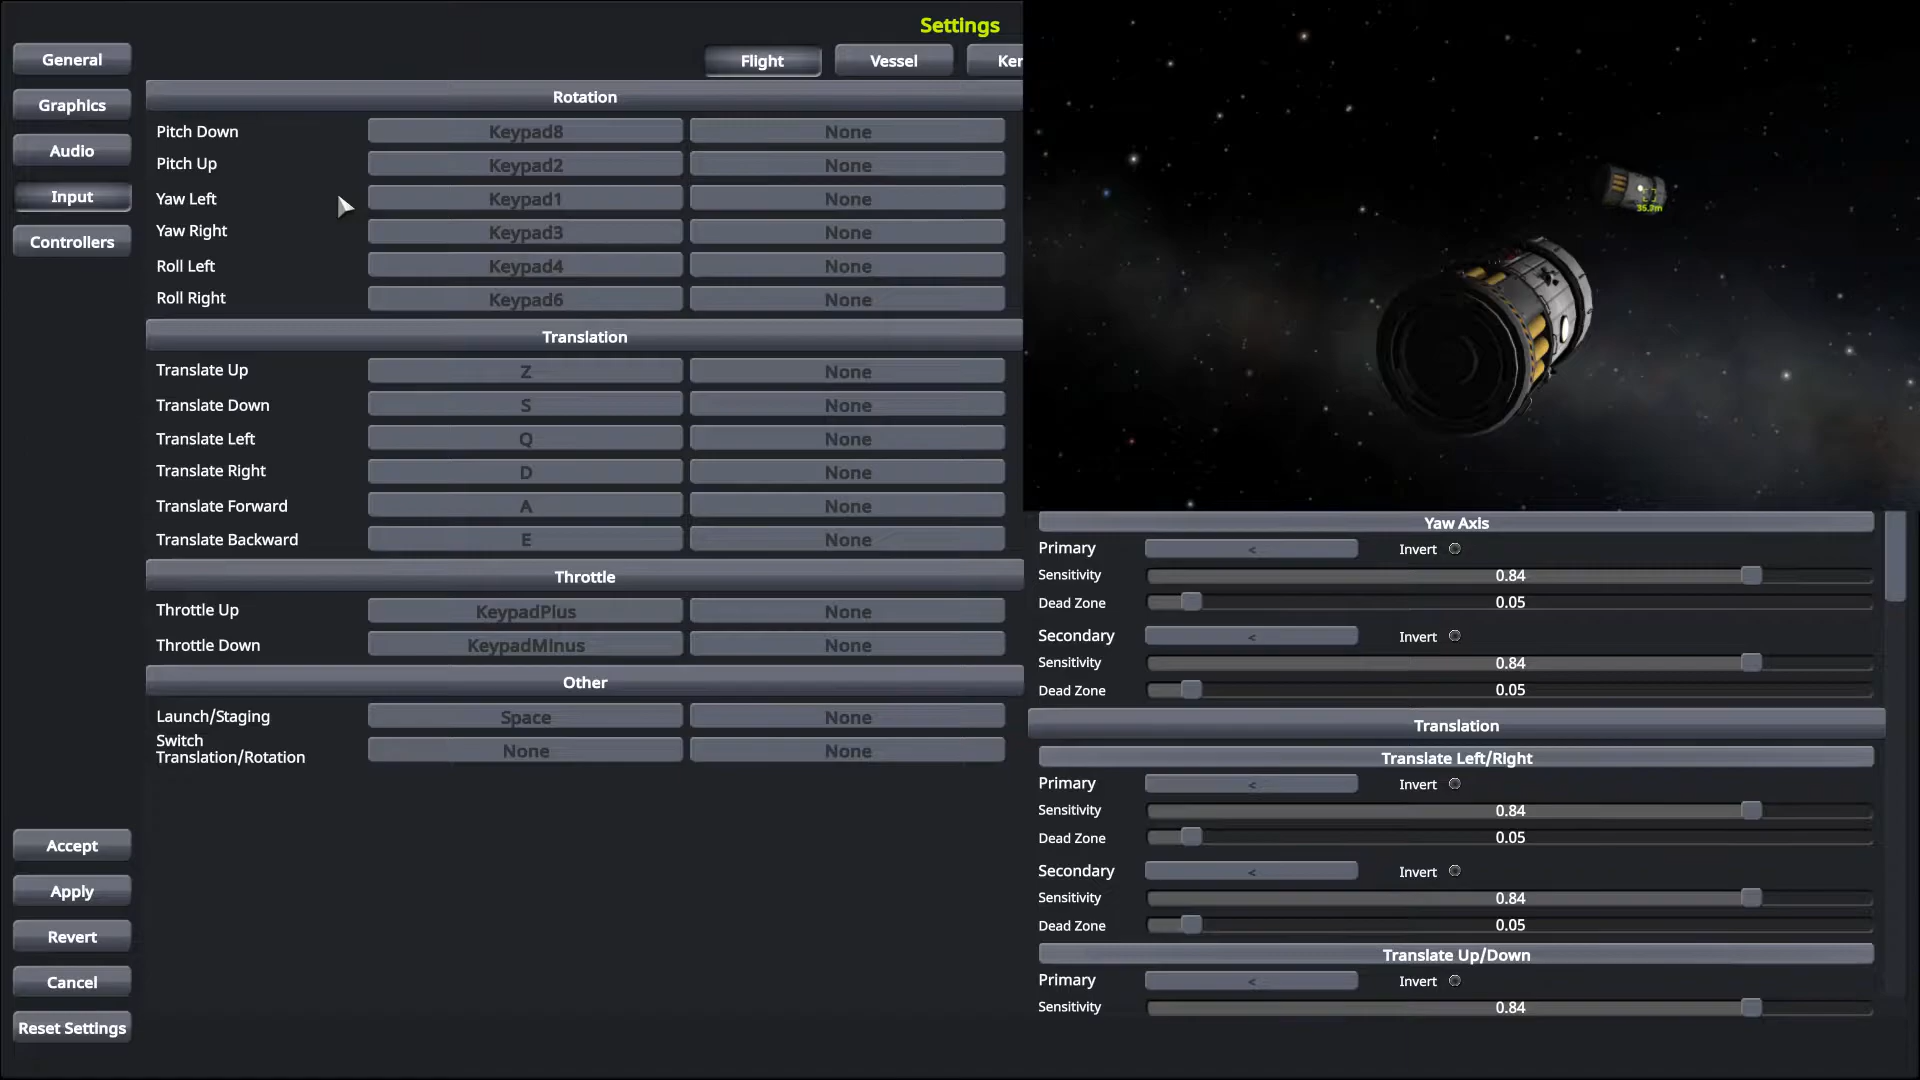 Settings
General
Graphics
Audio
Input
Controllers
Flight
Vessel
Ker
Rotation
Pitch Down Keypad8 None
Pitch Up Keypad2 None
Yaw Left Keypad1 None
Yaw Right Keypad3 None
Roll Left Keypad4 None
Roll Right Keypad6 None
Translation
Translate Up Z None
Translate Down S None
Translate Left Q None
Translate Right D None
Translate Forward A None
Translate Backward E None
Throttle
Throttle Up KeypadPlus None
Throttle Down KeypadMinus None
Other
Launch/Staging Space None
Switch
Translation/Rotation None None
Accept
Apply
Revert
Cancel
Reset Settings
35.3m
Yaw Axis
Primary < Invert
Sensitivity 0.84
Dead Zone 0.05
Secondary < Invert
Sensitivity 0.84
Dead Zone 0.05
Translation
Translate Left/Right
Primary < Invert
Sensitivity 0.84
Dead Zone 0.05
Secondary < Invert
Sensitivity 0.84
Dead Zone 0.05
Translate Up/Down
Primary < Invert
Sensitivity 0.84